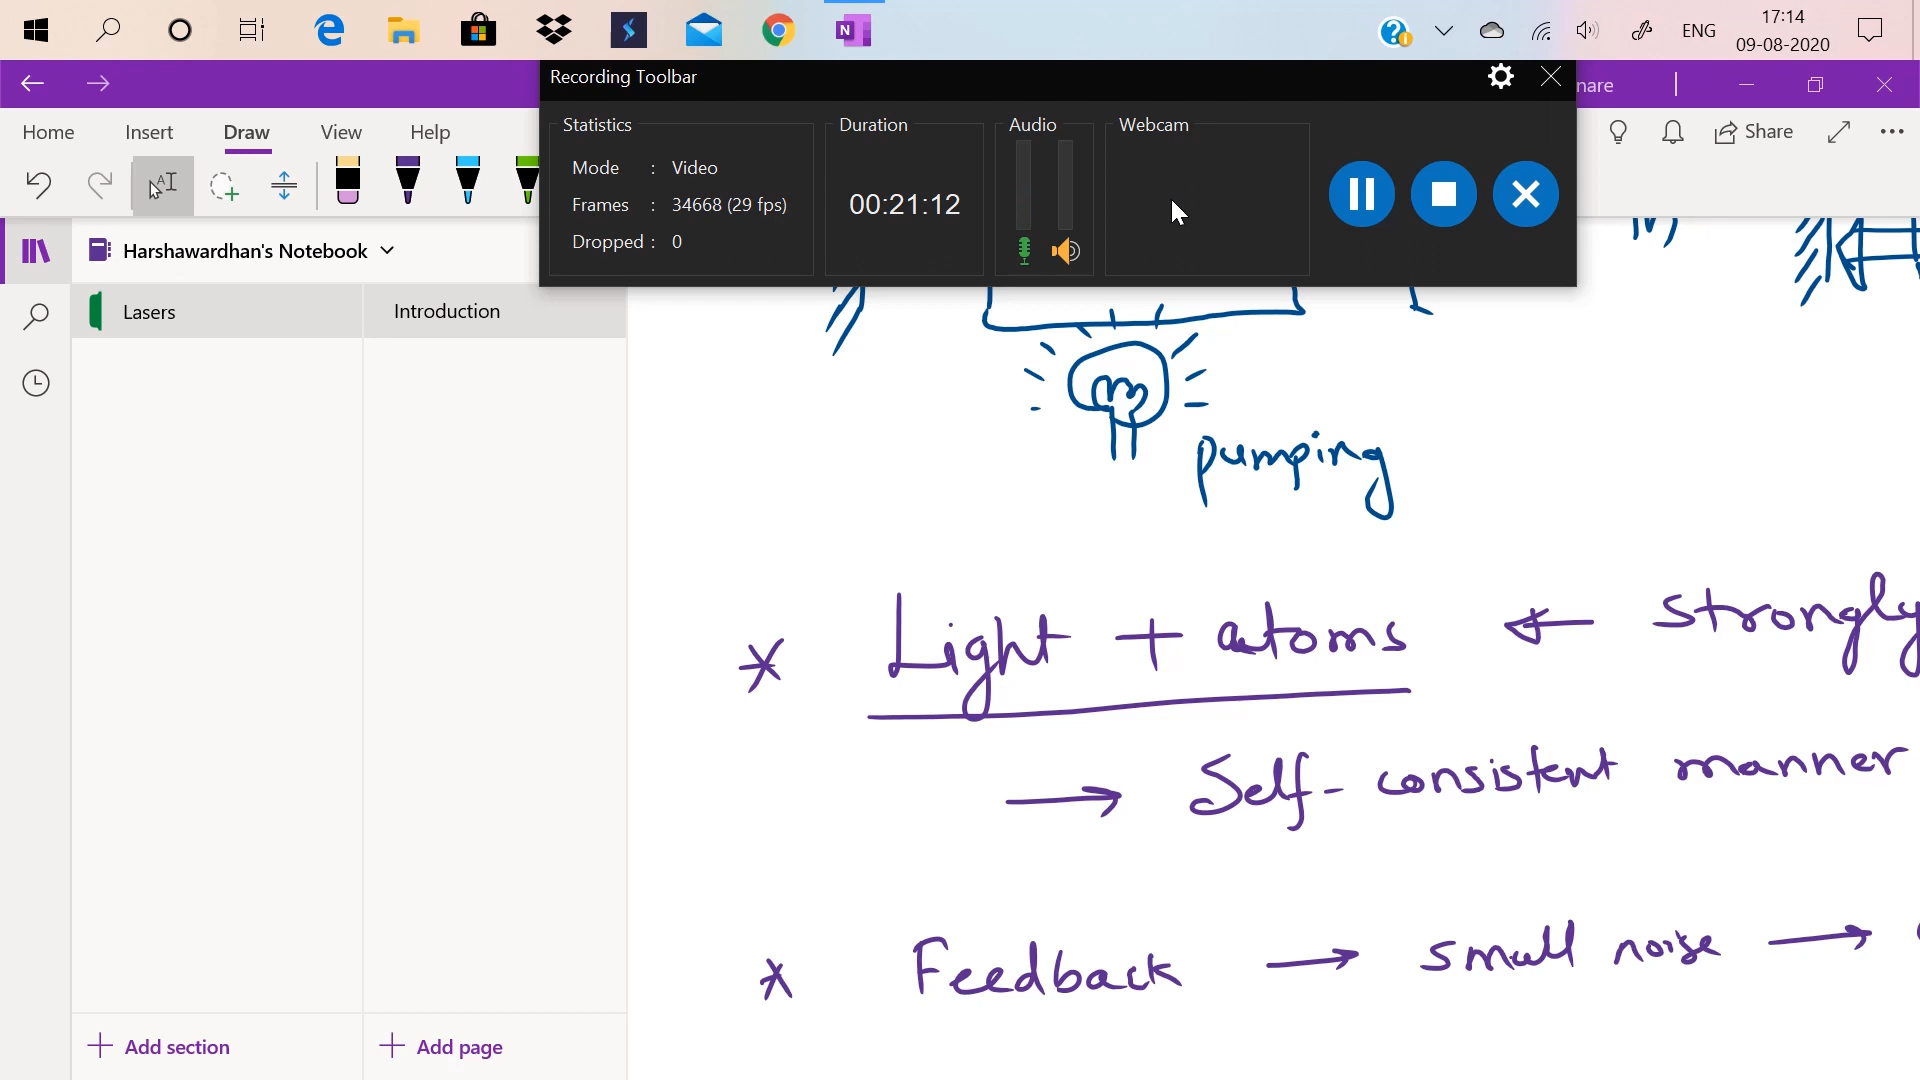 17:14
ENG
09-08-2020
Recording Toolbar
Home Insert Draw View Help
Share
Statistics
Duration
Audio
Webcam
Mode : Video
Frames : 34668 (29 fps)
00:21:12
Dropped : 0
Harshawardhan's Notebook
Lasers
Introduction
pumping
* Light + atoms ← strongly
→ Self-consistent manner
* Feedback → small noise →
+ Add section
+ Add page